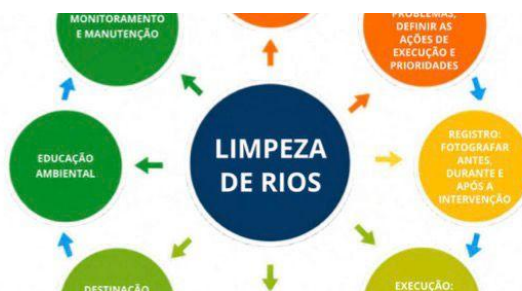 MONITORAMENTO
E MANUTENÇÃO
PROBLEMAS,
DEFINIR AS
AÇÕES DE
EXECUÇÃO E
PRIORIDADES
EDUCAÇÃO
AMBIENTAL
LIMPEZA
DE RIOS
REGISTRO:
FOTOGRAFAR
ANTES,
DURANTE E
APÓS A
INTERVENÇÃO
DESTINAÇÃO
EXECUÇÃO: